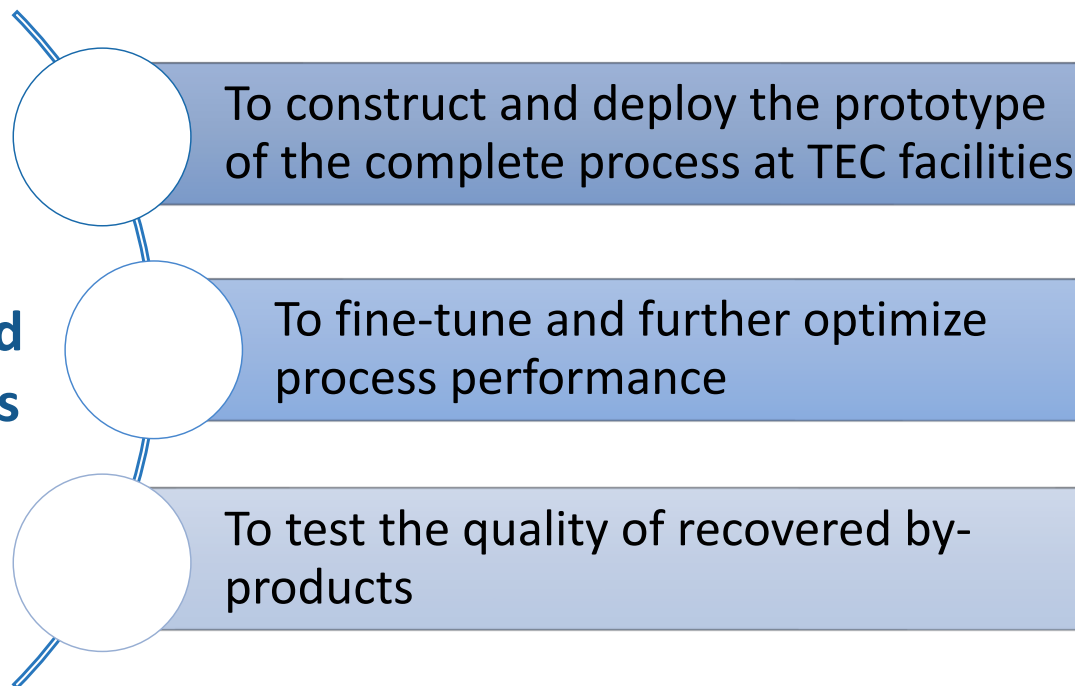 To construct and deploy the prototype
of the complete process at TEC facilities
To fine-tune and further optimize
process performance
To test the quality of recovered by-
products